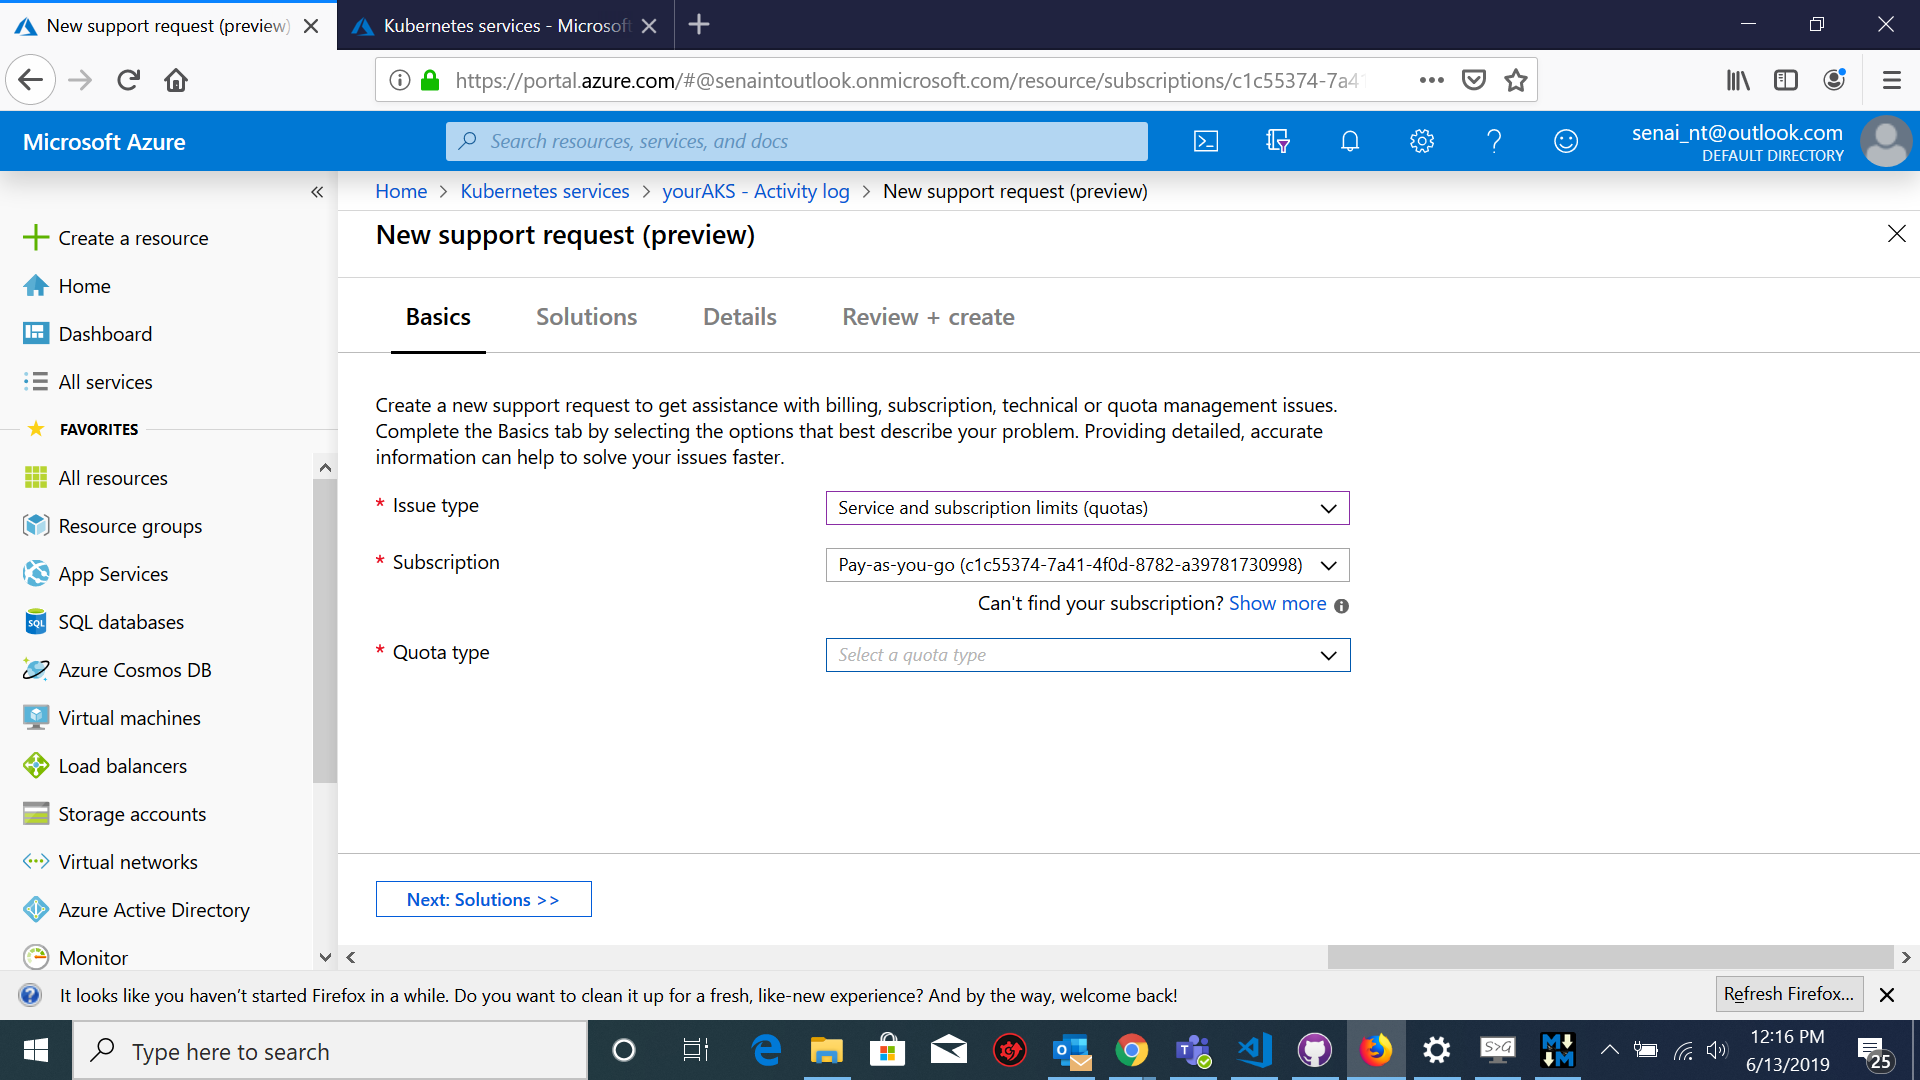 New support request (preview)
Kubernetes services - Microsof
https://portal.azure.com/#@senaintoutlook.onmicrosoft.com/resource/subscriptions/c1c55374-7a41
Microsoft Azure
Search resources, services, and docs
senai_nt@outlook.com
DEFAULT DIRECTORY
Home > Kubernetes services > yourAKS - Activity log > New support request (preview)
New support request (preview)
Create a resource
Home
Dashboard
All services
FAVORITES
All resources
Resource groups
App Services
SQL
SQL databases
Azure Cosmos DB
Virtual machines
Load balancers
Storage accounts
Virtual networks
Azure Active Directory
Monitor
Basics
Solutions
Details
Review + create
Create a new support request to get assistance with billing, subscription, technical or quota management issues.
Complete the Basics tab by selecting the options that best describe your problem. Providing detailed, accurate
information can help to solve your issues faster.
* Issue type
Service and subscription limits (quotas)
* Subscription
Pay-as-you-go (c1c55374-7a41-4f0d-8782-a39781730998)
Can't find your subscription? Show more
* Quota type
Select a quota type
Next: Solutions >>
It looks like you haven't started Firefox in a while. Do you want to clean it up for a fresh, like-new experience? And by the way, welcome back!
Refresh Firefox...
Type here to search
S>G
12:16 PM
6/13/2019
25